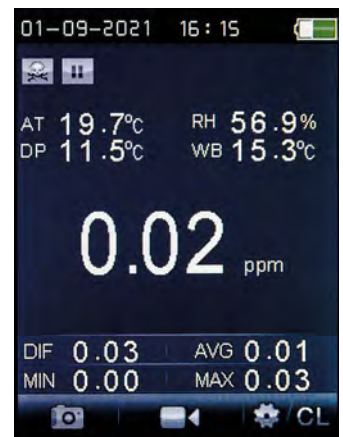 01-09-2021 16:15
AT 19.7°C RH 56.9%
DP 11.5°C WB 15.3°C
0.02 ppm
DIF 0.03 AVG 0.01
MIN 0.00 MAX 0.03
/CL